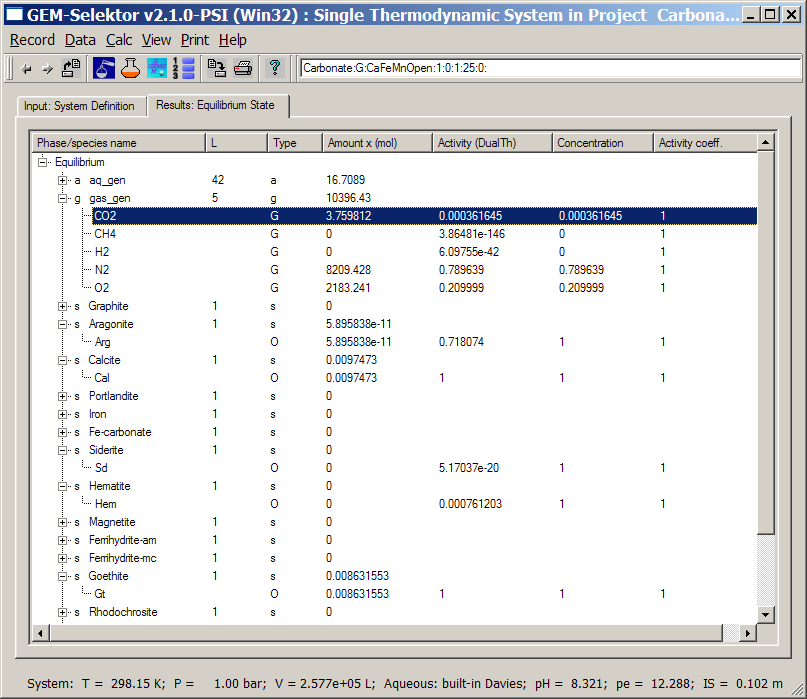 GEM-Selektor v2.1.0-PSI (Win32) : Single Thermodynamic System in Project Carbona...
Record Data Calc View Print Help
1 2 3 ? Carbonate:G:CaFeMnOpen:1:0:1:25:0:
Input: System Definition Results: Equilibrium State
Phase/species name L Type Amount x (mol) Activity (DualTh) Concentration Activity coeff.
Equilibrium
a aq_gen 42 a 16.7089
g gas_gen 5 g 10396.43
CO2 G 3.759812 0.000361645 0.000361645 1
CH4 G 0 3.86481e-146 0 1
H2 G 0 6.09755e-42 0 1
N2 G 8209.428 0.789639 0.789639 1
O2 G 2183.241 0.209999 0.209999 1
s Graphite 1 s 0
s Aragonite 1 s 5.895838e-11
Arg O 5.895838e-11 0.718074 1 1
s Calcite 1 s 0.0097473
Cal O 0.0097473 1 1 1
s Portlandite 1 s 0
s Iron 1 s 0
s Fe-carbonate 1 s 0
s Siderite 1 s 0
Sd O 0 5.17037e-20 1 1
s Hematite 1 s 0
Hem O 0 0.000761203 1 1
s Magnetite 1 s 0
s Ferrihydrite-am 1 s 0
s Ferrihydrite-mc 1 s 0
s Goethite 1 s 0.008631553
Gt O 0.008631553 1 1 1
s Rhodochrosite 1 s 0
System: T = 298.15 K; P = 1.00 bar; V = 2.577e+05 L; Aqueous: built-in Davies; pH = 8.321; pe = 12.288; IS = 0.102 m